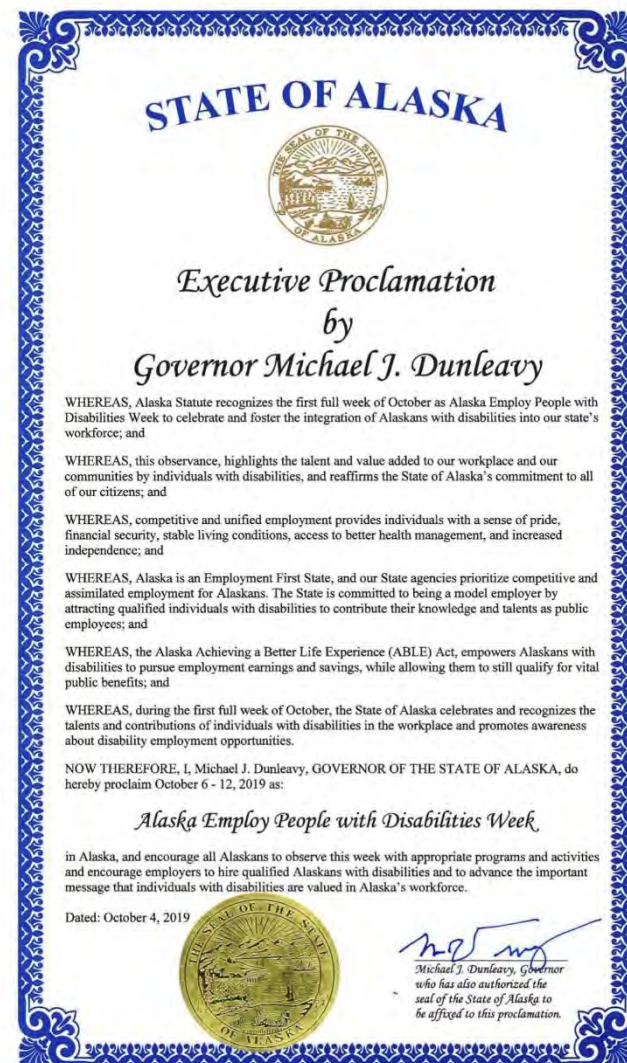 STATE OF ALASKA
THE SEAL OF THE STATE
OF ALASKA
Executive Proclamation
by
Governor Michael J. Dunleavy
WHEREAS, Alaska Statute recognizes the first full week of October as Alaska Employ People with
Disabilities Week to celebrate and foster the integration of Alaskans with disabilities into our state's
workforce; and
WHEREAS, this observance, highlights the talent and value added to our workplace and our
communities by individuals with disabilities, and reaffirms the State of Alaska's commitment to all
of our citizens; and
WHEREAS, competitive and unified employment provides individuals with a sense of pride,
financial security, stable living conditions, access to better health management, and increased
independence; and
WHEREAS, Alaska is an Employment First State, and our State agencies prioritize competitive and
assimilated employment for Alaskans. The State is committed to being a model employer by
attracting qualified individuals with disabilities to contribute their knowledge and talents as public
employees; and
WHEREAS, the Alaska Achieving a Better Life Experience (ABLE) Act, empowers Alaskans with
disabilities to pursue employment earnings and savings, while allowing them to still qualify for vital
public benefits; and
WHEREAS, during the first full week of October, the State of Alaska celebrates and recognizes the
talents and contributions of individuals with disabilities in the workplace and promotes awareness
about disability employment opportunities.
NOW THEREFORE, I, Michael J. Dunleavy, GOVERNOR OF THE STATE OF ALASKA, do
hereby proclaim October 6 - 12, 2019 as:
Alaska Employ People with Disabilities Week
in Alaska, and encourage all Alaskans to observe this week with appropriate programs and activities
and encourage employers to hire qualified Alaskans with disabilities and to advance the important
message that individuals with disabilities are valued in Alaska's workforce.
Dated: October 4, 2019
THE SEAL OF THE STATE
OF ALASKA
Michael J. Dunleavy, Governor
who has also authorized the
seal of the State of Alaska to
be affixed to this proclamation.